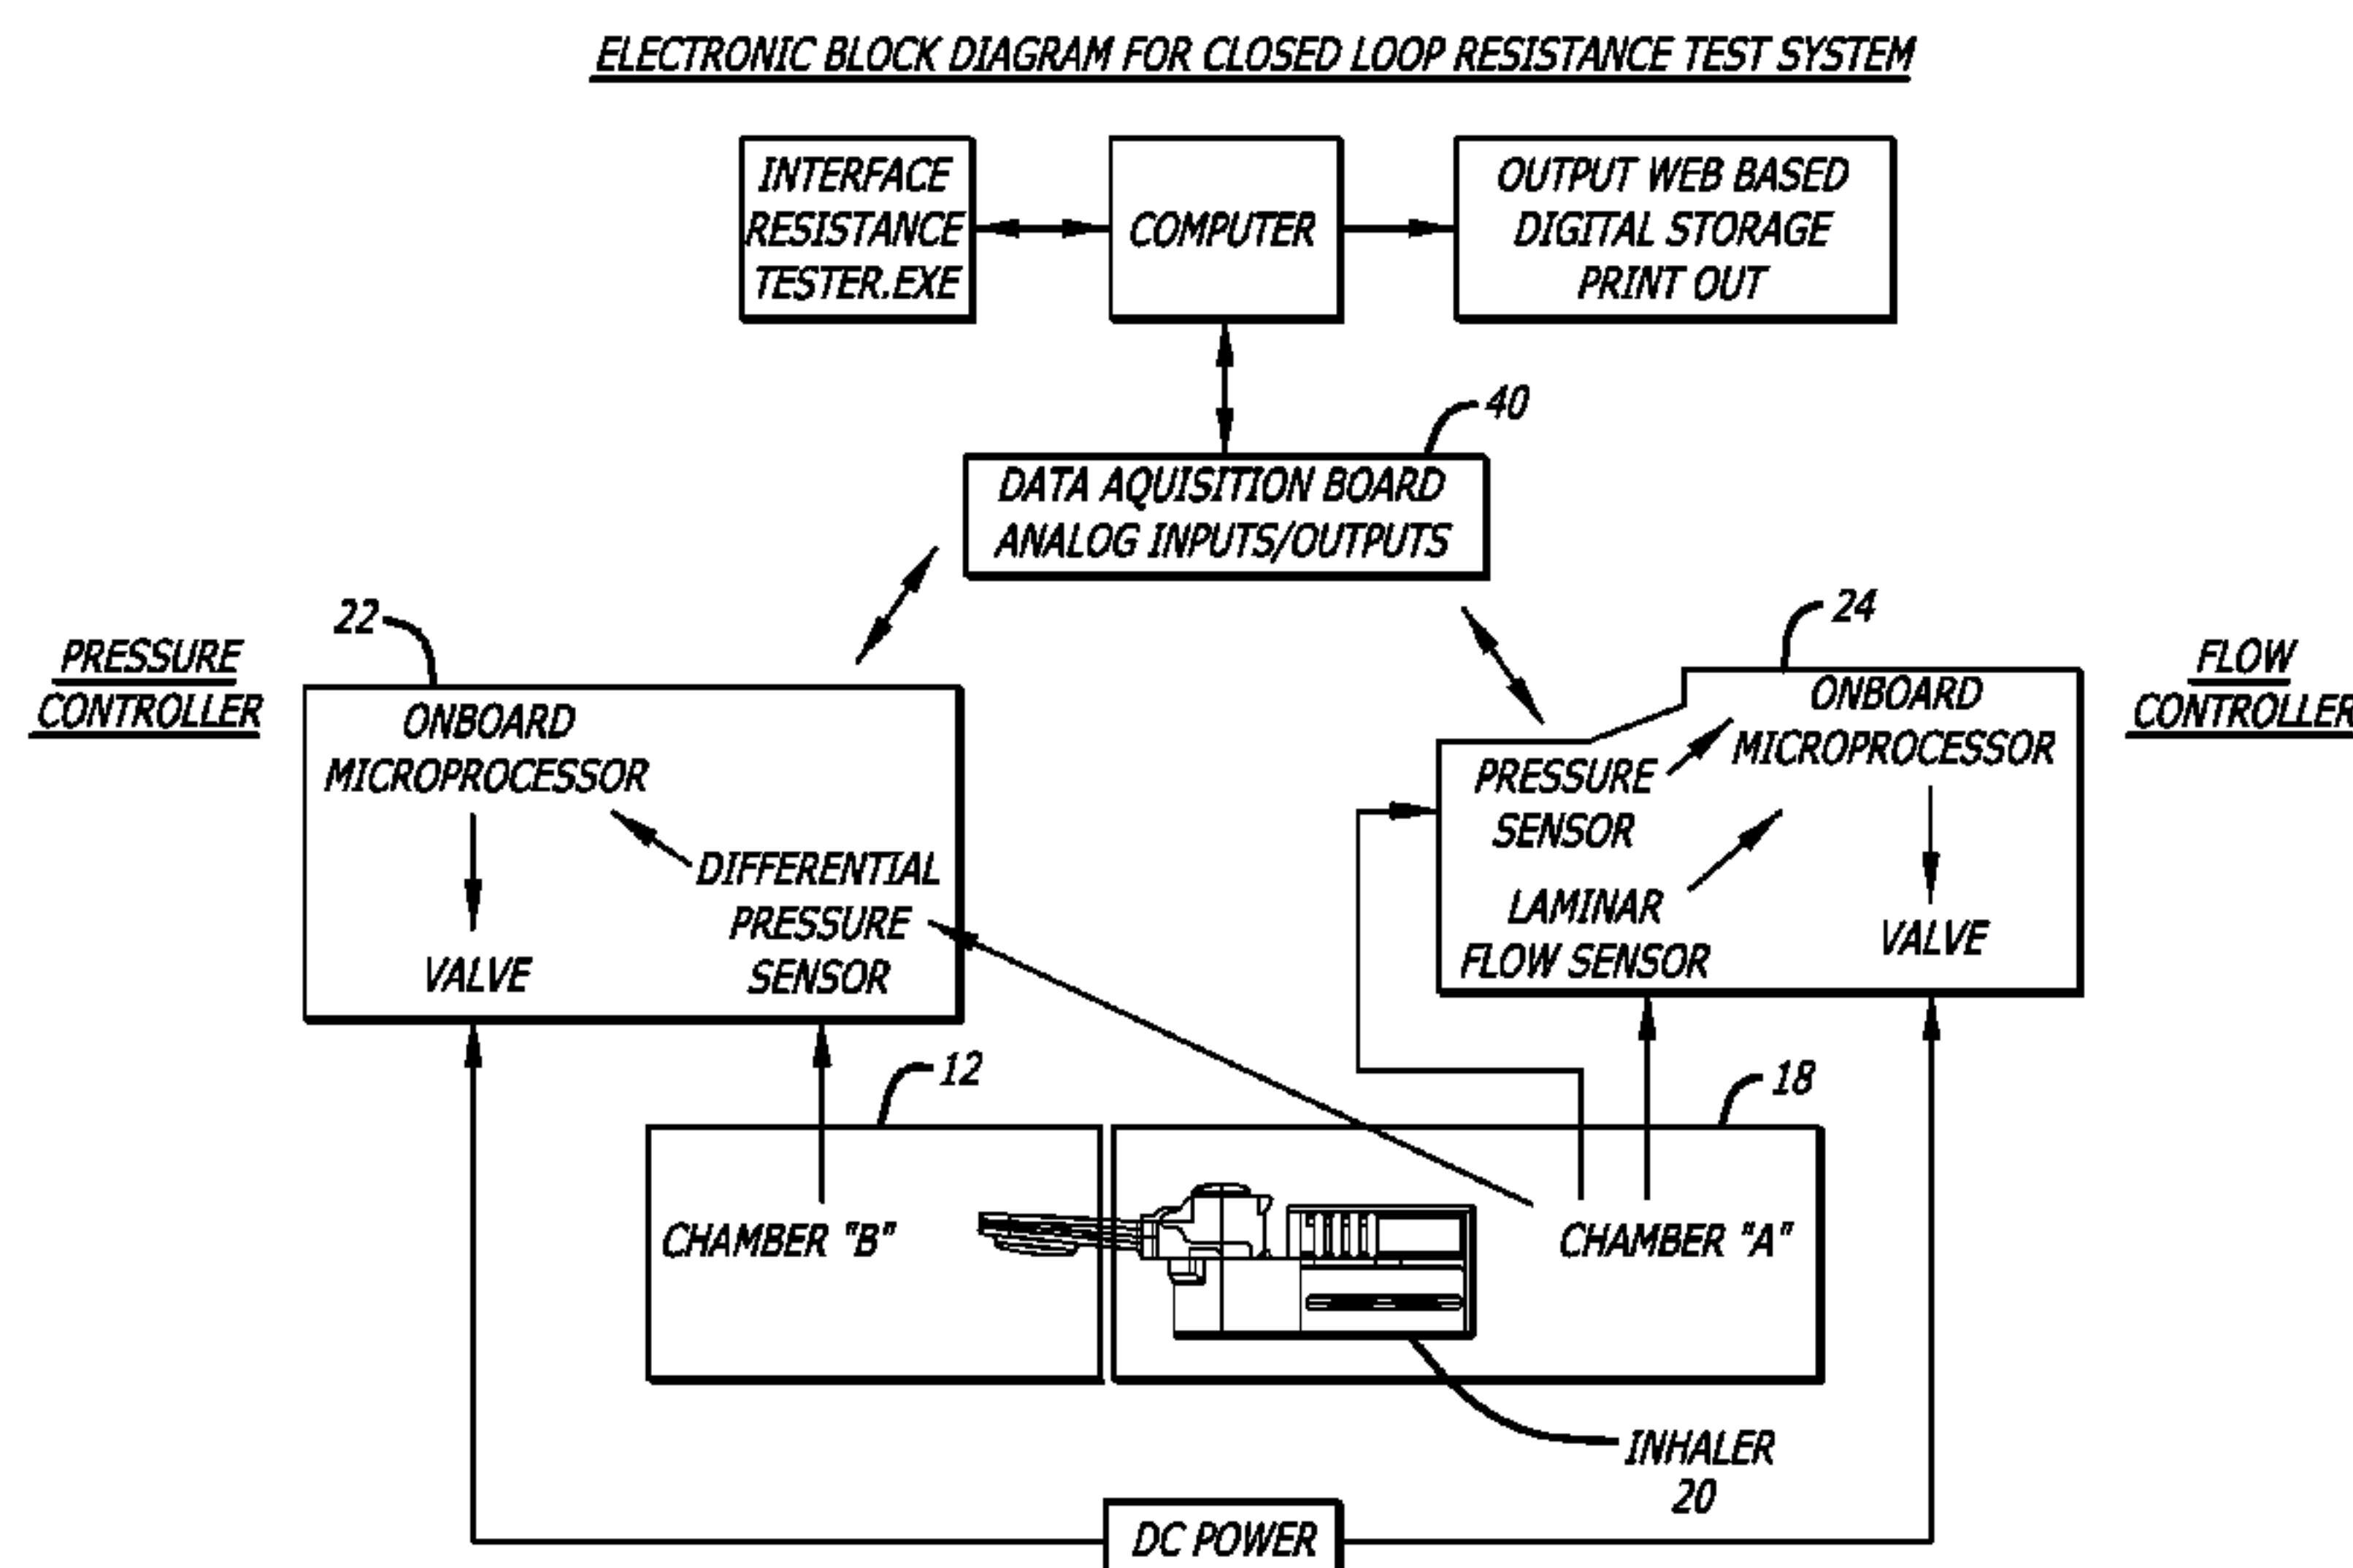 ELECTRONIC BLOCK DIAGRAM FOR CLOSED LOOP RESISTANCE TEST SYSTEM
INTERFACE
RESISTANCE
TESTER.EXE
COMPUTER
OUTPUT WEB BASED
DIGITAL STORAGE
PRINT OUT
40
DATA AQUISITION BOARD
ANALOG INPUTS/OUTPUTS
PRESSURE
CONTROLLER
22
ONBOARD
MICROPROCESSOR
DIFFERENTIAL
PRESSURE
SENSOR
VALVE
24
FLOW
CONTROLLER
ONBOARD
MICROPROCESSOR
PRESSURE
SENSOR
LAMINAR
FLOW SENSOR
VALVE
12
CHAMBER "B"
18
CHAMBER "A"
INHALER
20
DC POWER